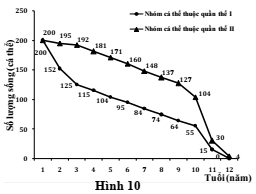 250
200
150
100
50
0
Số lượng sống (cá thể)
Nhóm cá thể thuộc quần thể I
Nhóm cá thể thuộc quần thể II
200 195 192 181 171 160 148 137 127 104 30 4
200 152 125 115 104 95 84 74 64 55 15 0
0 1 2 3 4 5 6 7 8 9 10 11 12
Tuổi (năm)
Hình 10